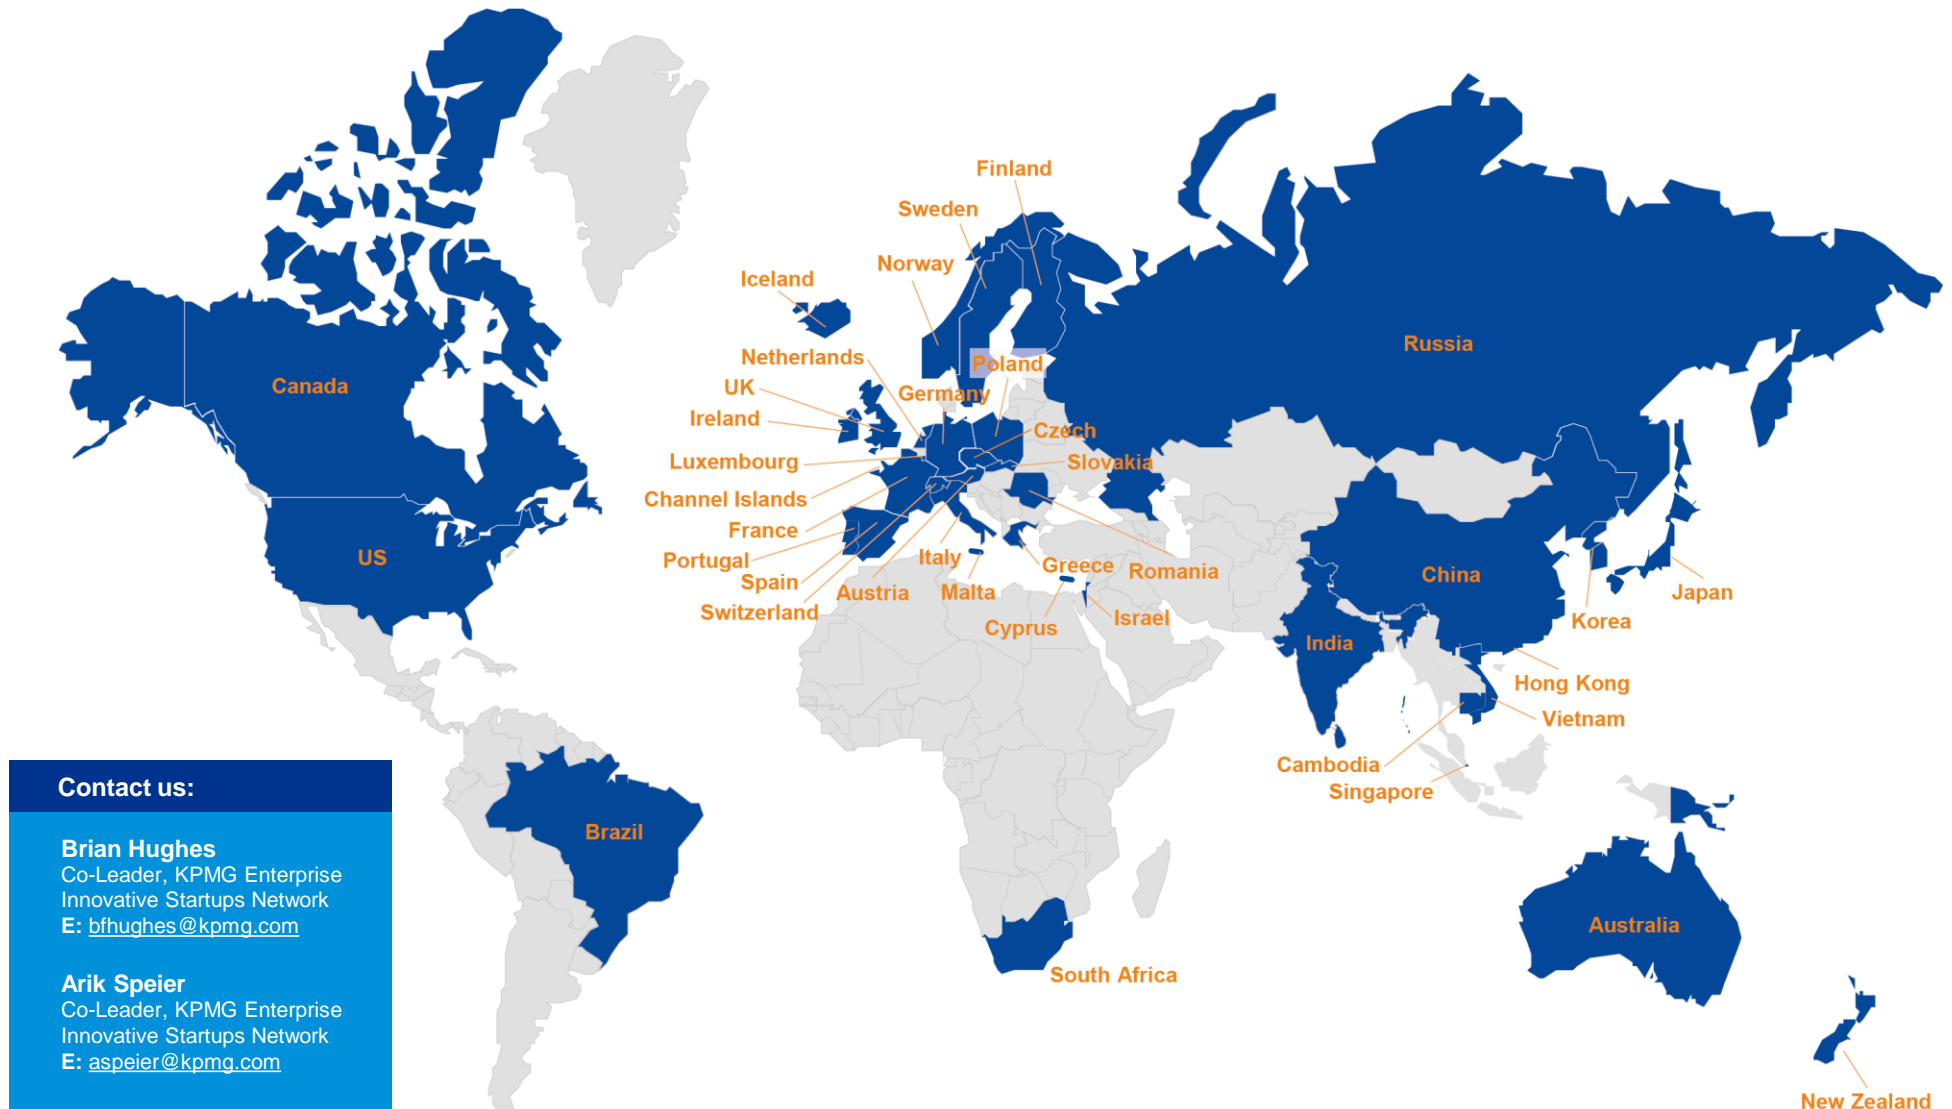 Finland
Sweden
Norway
Iceland
Russia
Netherlands
Poland
UK
Canada
Germany
Ireland
Czech
Luxembourg
Slovakia
Channel Islands
France
US
Portugal
Italy
Greece
Romania
China
Spain
Austria
Malta
Japan
Switzerland
Israel
Korea
Cyprus
India
Hong Kong
Vietnam
Cambodia
Singapore
Contact us:
Brazil
Brian Hughes
Co-Leader, KPMG Enterprise
Innovative Startups Network
E: bfhughes@kpmg.com
Australia
South Africa
Arik Speier
Co-Leader, KPMG Enterprise
Innovative Startups Network
E: aspeier@kpmg.com
New Zealand